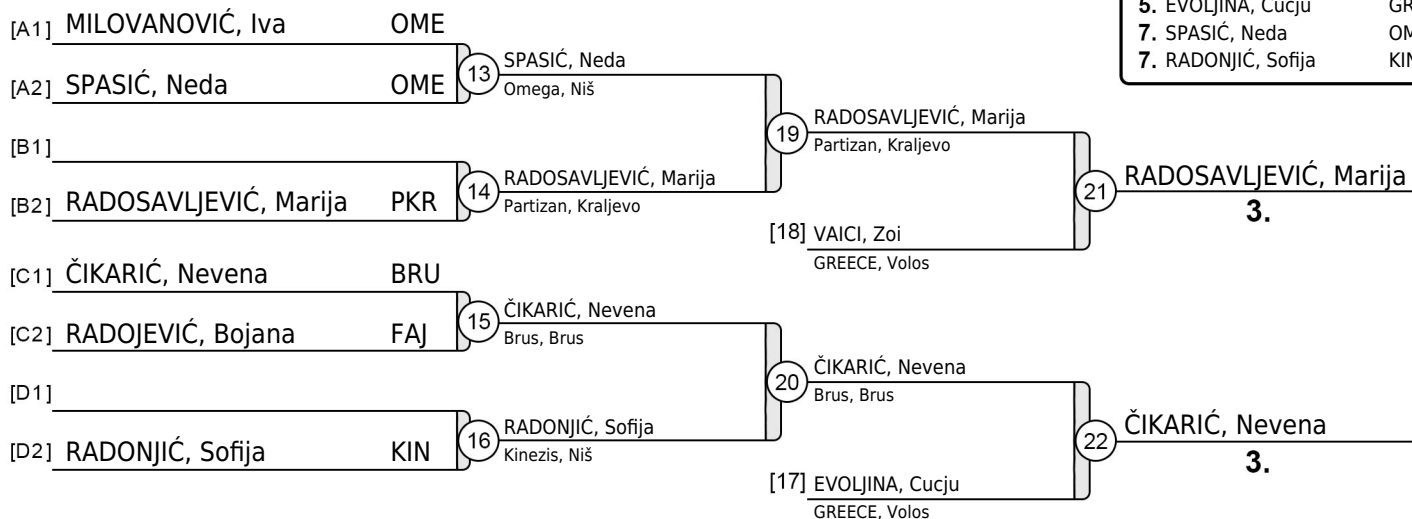 5. EVOLJINA, Cucju GR
7. SPASIĆ, Neda
7. RADONJIĆ, Sofija
[A1] MILOVANOVIĆ, Iva OME
[A2] SPASIĆ, Neda OME
13 SPASIĆ, Neda
Omega, Niš
[B1]
[B2] RADOSAVLJEVIĆ, Marija PKR
14 RADOSAVLJEVIĆ, Marija
Partizan, Kraljevo
19 RADOSAVLJEVIĆ, Marija
Partizan, Kraljevo
[18] VAICI, Zoi
GREECE, Volos
21 RADOSAVLJEVIĆ, Marija
3.
[C1] ČIKARIĆ, Nevena BRU
[C2] RADOJEVIĆ, Bojana FAJ
15 ČIKARIĆ, Nevena
Brus, Brus
[D1]
[D2] RADONJIĆ, Sofija KIN
16 RADONJIĆ, Sofija
Kinezis, Niš
20 ČIKARIĆ, Nevena
Brus, Brus
[17] EVOLJINA, Cucju
GREECE, Volos
22 ČIKARIĆ, Nevena
3.